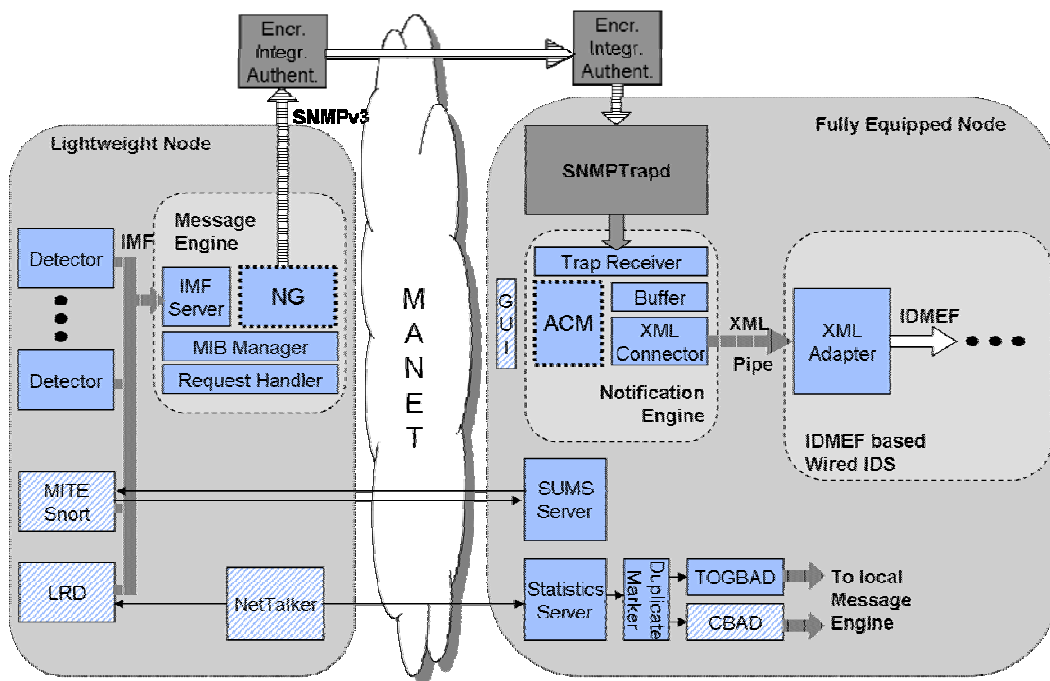 Encr.
Integr.
Authent.
Encr.
Integr.
Authent.
SNMPv3
Lightweight Node
Fully Equipped Node
SNMPTrapd
Message
Engine
IMF
Detector
IMF
Server
NG
MIB Manager
Request Handler
Detector
MITE
Snort
LRD
NetTalker
MANET
Trap Receiver
GUI
ACM
Buffer
XML
Connector
XML
Pipe
Notification
Engine
XML
Adapter
IDMEF
IDMEF based
Wired IDS
SUMS
Server
Statistics
Server
Duplicate
Marker
TOGBAD
CBAD
To local
Message
Engine